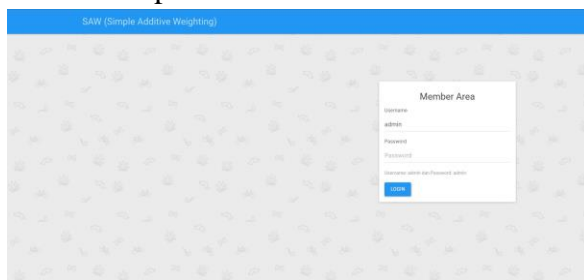 SAW (Simple Additive Weighting)
Member Area
Username
admin
Password
Password
Username: admin dan Password: admin
LOGIN